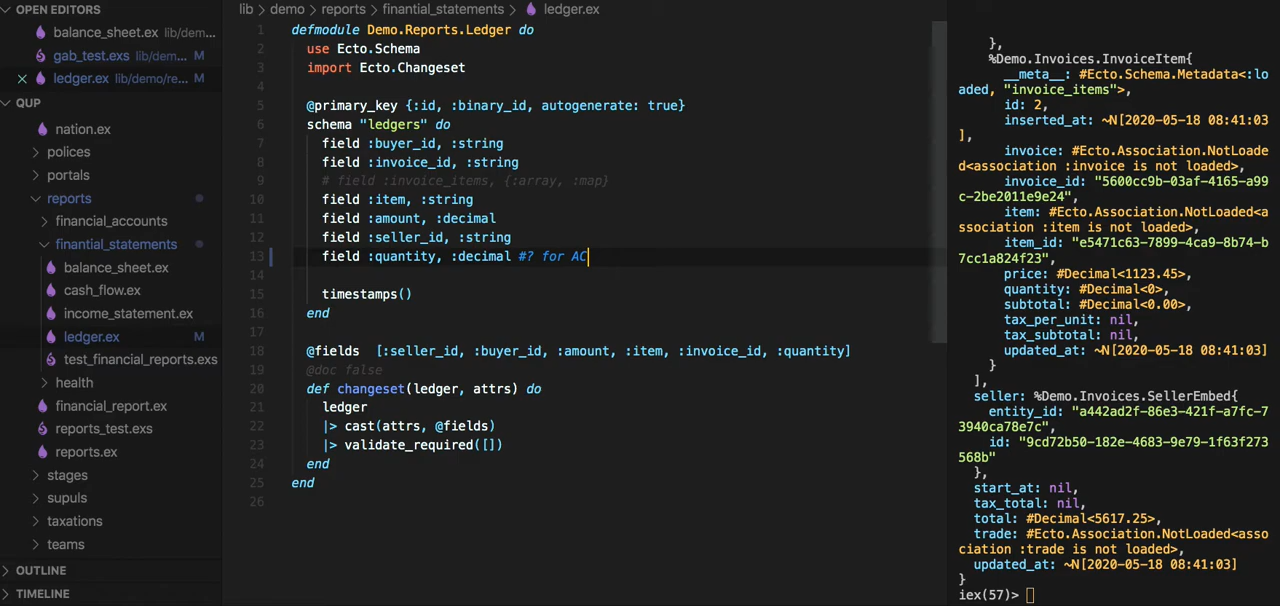 OPEN EDITORS
balance_sheet.ex lib/dem...
gab_test.exs lib/dem... M
ledger.ex lib/demo/re... M
QUP
nation.ex
polices
portals
reports
financial_accounts
finantial_statements
balance_sheet.ex
cash_flow.ex
income_statement.ex
ledger.ex M
test_financial_reports.exs
health
financial_report.ex
reports_test.exs
reports.ex
stages
supuls
taxations
teams
OUTLINE
TIMELINE
lib > demo > reports > finantial_statements > ledger.ex
1 defmodule Demo.Reports.Ledger do
2 use Ecto.Schema
3 import Ecto.Changeset
4
5 @primary_key {:id, :binary_id, autogenerate: true}
6 schema "ledgers" do
7 field :buyer_id, :string
8 field :invoice_id, :string
9 # field :invoice_items, {:array, :map}
10 field :item, :string
11 field :amount, :decimal
12 field :seller_id, :string
13 field :quantity, :decimal #? for AC
14
15 timestamps()
16 end
17
18 @fields [:seller_id, :buyer_id, :amount, :item, :invoice_id, :quantity]
19 @doc false
20 def changeset(ledger, attrs) do
21 ledger
22 |> cast(attrs, @fields)
23 |> validate_required([])
24 end
25 end
26
},
%Demo.Invoices.InvoiceItem{
__meta__: #Ecto.Schema.Metadata<:lo
aded, "invoice_items">,
id: 2,
inserted_at: ~N[2020-05-18 08:41:03
],
invoice: #Ecto.Association.NotLoade
d<association :invoice is not loaded>,
invoice_id: "5600cc9b-03af-4165-a99
c-2be2011e9e24",
item: #Ecto.Association.NotLoaded<a
ssociation :item is not loaded>,
item_id: "e5471c63-7899-4ca9-8b74-b
7cc1a824f23",
price: #Decimal<1123.45>,
quantity: #Decimal<0>,
subtotal: #Decimal<0.00>,
tax_per_unit: nil,
tax_subtotal: nil,
updated_at: ~N[2020-05-18 08:41:03]
}
],
seller: %Demo.Invoices.SellerEmbed{
entity_id: "a442ad2f-86e3-421f-a7fc-7
3940ca78e7c",
id: "9cd72b50-182e-4683-9e79-1f63f273
568b"
},
start_at: nil,
tax_total: nil,
total: #Decimal<5617.25>,
trade: #Ecto.Association.NotLoaded<asso
ciation :trade is not loaded>,
updated_at: ~N[2020-05-18 08:41:03]
}
iex(57)>